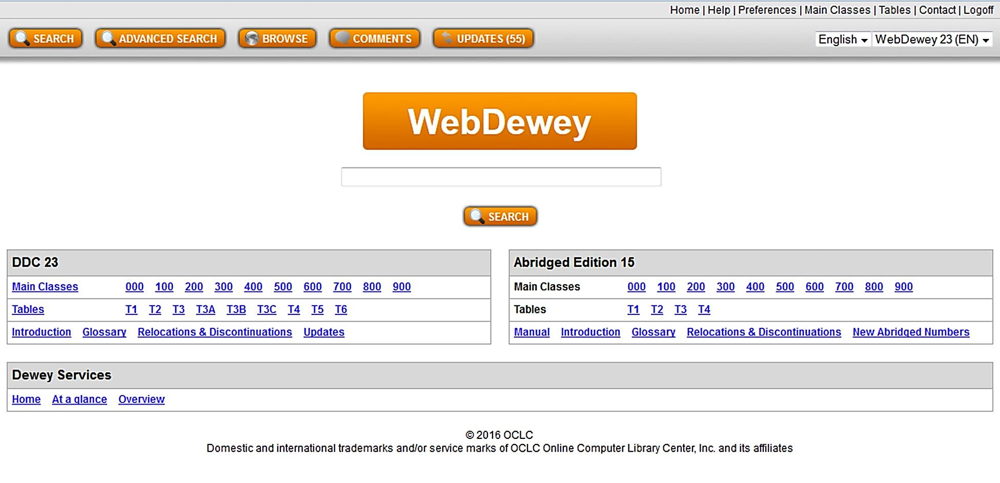 Home | Help | Preferences | Main Classes | Tables | Contact | Logoff
SEARCH ADVANCED SEARCH BROWSE COMMENTS UPDATES (55) English WebDewey 23 (EN)
WebDewey
SEARCH
DDC 23
Main Classes 000 100 200 300 400 500 600 700 800 900
Tables T1 T2 T3 T3A T3B T3C T4 T5 T6
Introduction Glossary Relocations & Discontinuations Updates
Abridged Edition 15
Main Classes 000 100 200 300 400 500 600 700 800 900
Tables T1 T2 T3 T4
Manual Introduction Glossary Relocations & Discontinuations New Abridged Numbers
Dewey Services
Home At a glance Overview
© 2016 OCLC
Domestic and international trademarks and/or service marks of OCLC Online Computer Library Center, Inc. and its affiliates